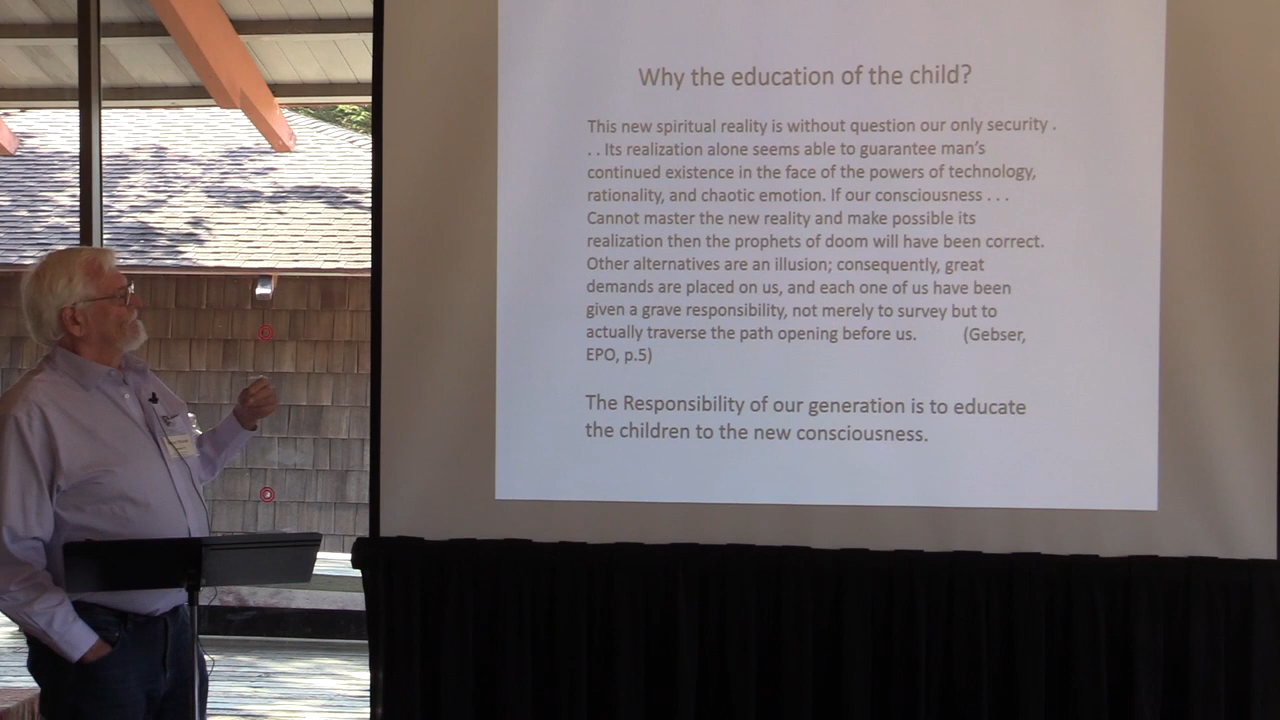 Why the education of the child?
This new spiritual reality is without question our only security .
. . Its realization alone seems able to guarantee man's
continued existence in the face of the powers of technology,
rationality, and chaotic emotion. If our consciousness . . .
Cannot master the new reality and make possible its
realization then the prophets of doom will have been correct.
Other alternatives are an illusion; consequently, great
demands are placed on us, and each one of us have been
given a grave responsibility, not merely to survey but to
actually traverse the path opening before us. (Gebser,
EPO, p.5)
The Responsibility of our generation is to educate
the children to the new consciousness.